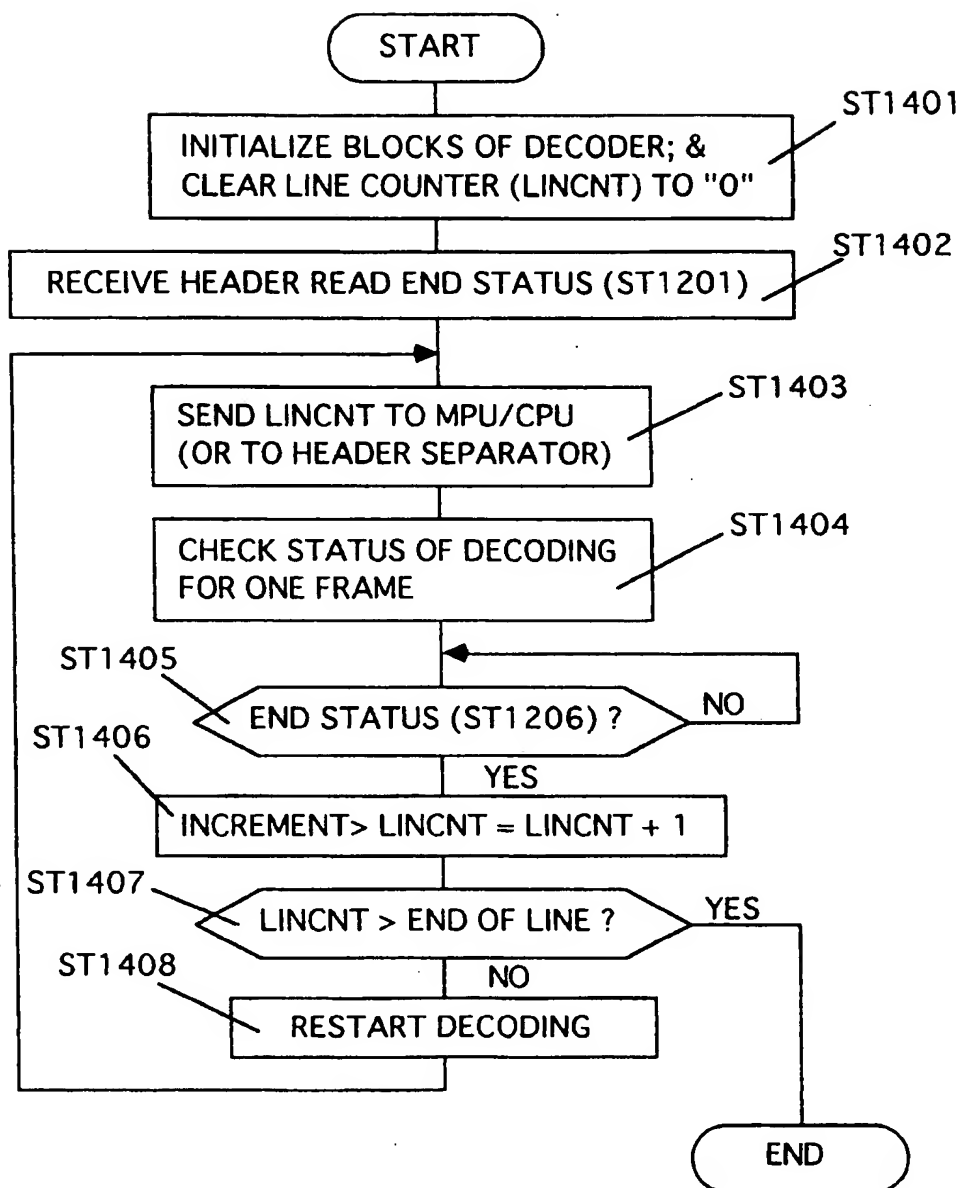 START
ST1401
INITIALIZE BLOCKS OF DECODER; &
CLEAR LINE COUNTER (LINCNT) TO "0"
ST1402
RECEIVE HEADER READ END STATUS (ST1201)
ST1403
SEND LINCNT TO MPU/CPU
(OR TO HEADER SEPARATOR)
ST1404
CHECK STATUS OF DECODING
FOR ONE FRAME
ST1405
END STATUS (ST1206) ?
NO
ST1406
YES
INCREMENT> LINCNT = LINCNT + 1
ST1407
LINCNT > END OF LINE ?
YES
ST1408
NO
RESTART DECODING
END